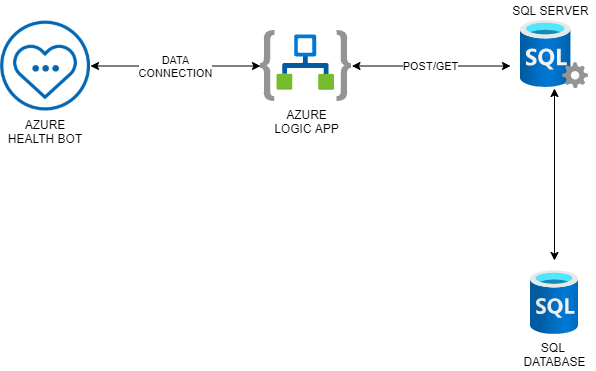 SQL SERVER
SQL
DATA
CONNECTION
POST/GET
AZURE
HEALTH BOT
AZURE
LOGIC APP
SQL
SQL
DATABASE